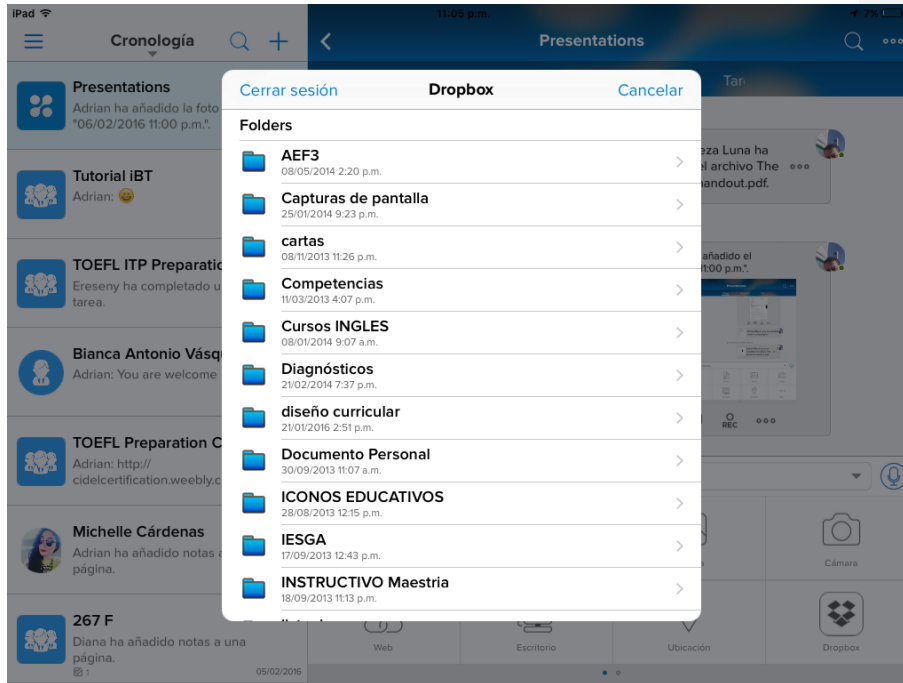 iPad
11:05 p.m.
7%
Cronología
Presentations
Presentations
Adrian ha añadido la foto
"06/02/2016 11:00 p.m.".
Tutorial iBT
Adrian:
TOEFL ITP Preparatic
Ereseny ha completado u
tarea.
Bianca Antonio Vásq
Adrian: You are welcome
TOEFL Preparation C
Adrian: http://
cidelcertification.weebly.c
Michelle Cárdenas
Adrian ha añadido notas a
página.
267 F
Diana ha añadido notas a una
página.
1
05/02/2016
Cerrar sesión
Dropbox
Cancelar
Folders
AEF3
08/05/2014 2:20 p.m.
Capturas de pantalla
25/01/2014 9:23 p.m.
cartas
08/11/2013 11:26 p.m.
Competencias
11/03/2013 4:07 p.m.
Cursos INGLES
08/01/2014 9:07 a.m.
Diagnósticos
21/02/2014 7:37 p.m.
diseño curricular
21/01/2016 2:51 p.m.
Documento Personal
30/09/2013 11:07 a.m.
ICONOS EDUCATIVOS
28/08/2013 12:15 p.m.
IESGA
17/09/2013 12:43 p.m.
INSTRUCTIVO Maestria
18/09/2013 11:13 p.m.
Tar
eza Luna ha
el archivo The
handout.pdf.
añadido el
11:00 p.m.".
REC
Cámara
Web
Escritorio
Ubicación
Dropbox